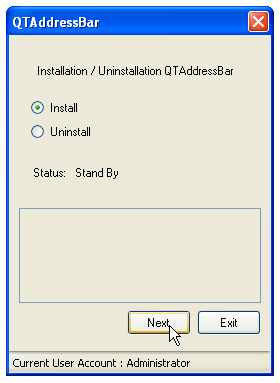 QTAddressBar
Installation / Uninstallation QTAddressBar
Install
Uninstall
Status: Stand By
Next
Exit
Current User Account : Administrator